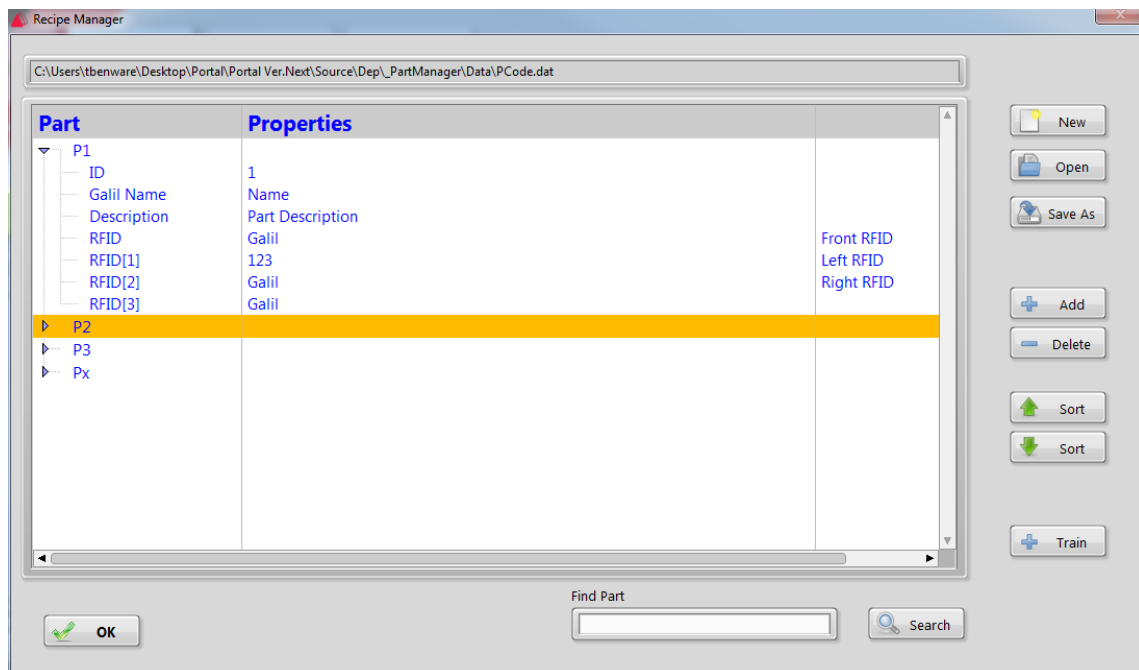 Recipe Manager
C:\Users\tbenware\Desktop\Portal\Portal Ver.Next\Source\Dep\_PartManager\Data\PCode.dat
Part Properties
P1
ID 1
Galil Name Name
Description Part Description
RFID Galil Front RFID
RFID[1] 123 Left RFID
RFID[2] Galil Right RFID
RFID[3] Galil
P2
P3
Px
New
Open
Save As
Add
Delete
Sort
Sort
Train
Find Part
OK
Search